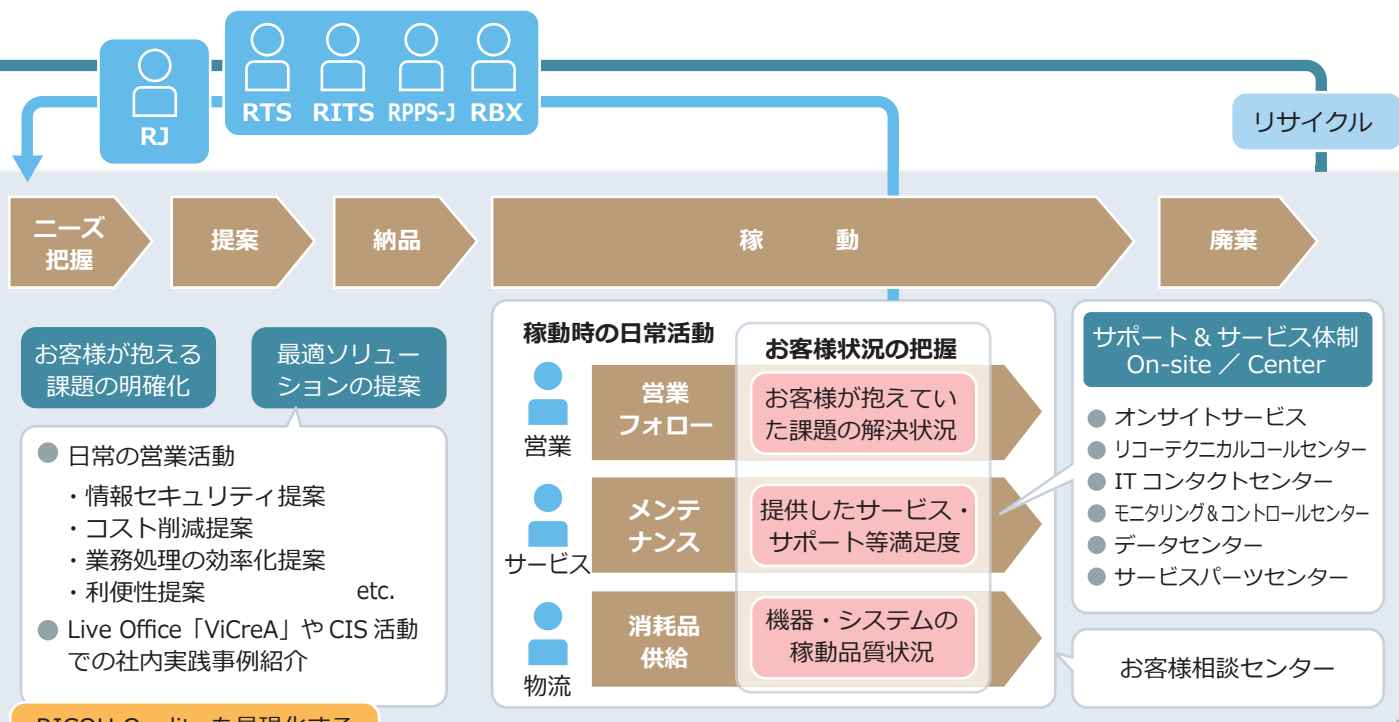 RJ
RTS
RITS
RPPS-J
RBX
リサイクル
ニーズ
把握
提案
納品
稼動
廃棄
お客様が抱える
課題の明確化
最適ソリュー
ションの提案
● 日常の営業活動
・情報セキュリティ提案
・コスト削減提案
・業務処理の効率化提案
・利便性提案 etc.
● Live Office「ViCreA」や CIS 活動
での社内実践事例紹介
稼動時の日常活動
お客様状況の把握
営業
営業
フォロー
お客様が抱えてい
た課題の解決状況
サービス
メンテ
ナンス
提供したサービス・
サポート等満足度
物流
消耗品
供給
機器・システムの
稼動品質状況
サポート & サービス体制
On-site ／ Center
● オンサイトサービス
● リコーテクニカルコールセンター
● IT コンタクトセンター
● モニタリング&コントロールセンター
● データセンター
● サービスパーツセンター
お客様相談センター
RICOH Quality を具現化する